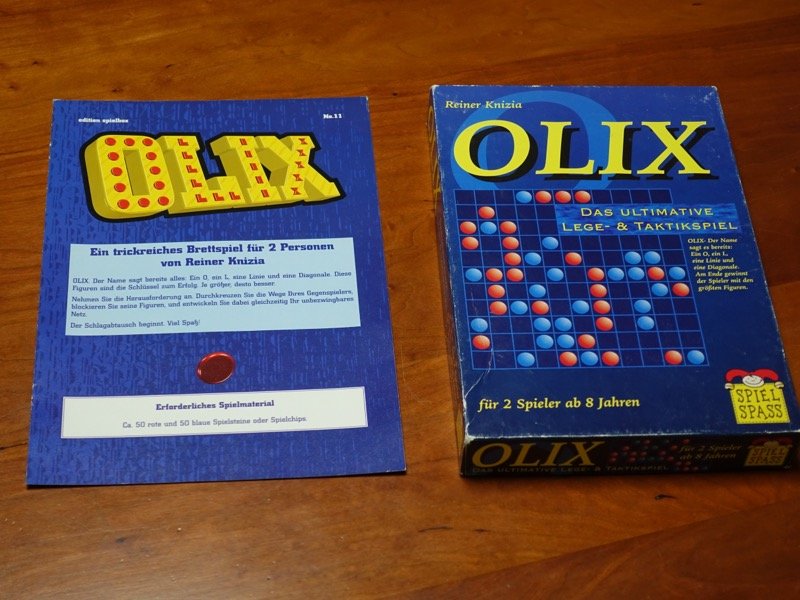 edition spielbox
No.11
OLIX
Ein trickreiches Brettspiel für 2 Personen
von Reiner Knizia
OLIX. Der Name sagt bereits alles: Ein O, ein L, eine Linie und eine Diagonale. Diese
Figuren sind die Schlüssel zum Erfolg. Je größer, desto besser.
Nehmen Sie die Herausforderung an. Durchkreuzen Sie die Wege Ihres Gegenspielers,
blockieren Sie seine Figuren, und entwickeln Sie dabei gleichzeitig Ihr unbezwingbares
Netz.
Der Schlagabtausch beginnt. Viel Spaß!
Erforderliches Spielmaterial
Ca. 50 rote und 50 blaue Spielsteine oder Spielchips.
Reiner Knizia
OLIX
DAS ULTIMATIVE
LEGE- & TAKTIKSPIEL
OLIX- Der Name
sagt es bereits:
Ein O, ein L,
eine Linie und
eine Diagonale.
Am Ende gewinnt
der Spieler mit den
größten Figuren.
für 2 Spieler ab 8 Jahren
SPIEL
SPASS
OLIX
DAS ULTIMATIVE LEGE- & TAKTIKSPIEL
für 2 Spieler
ab 8 Jahren
SPIEL
SPASS